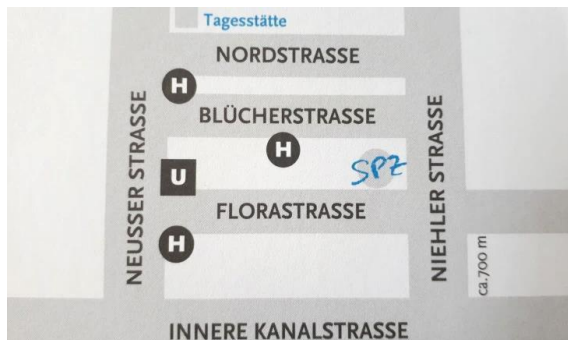 Tagesstätte
NORDSTRASSE
H
BLÜCHERSTRASSE
H
SPZ
U
FLORASTRASSE
H
INNERE KANALSTRASSE
NEUSSER STRASSE
NIEHLER STRASSE
ca.700 m